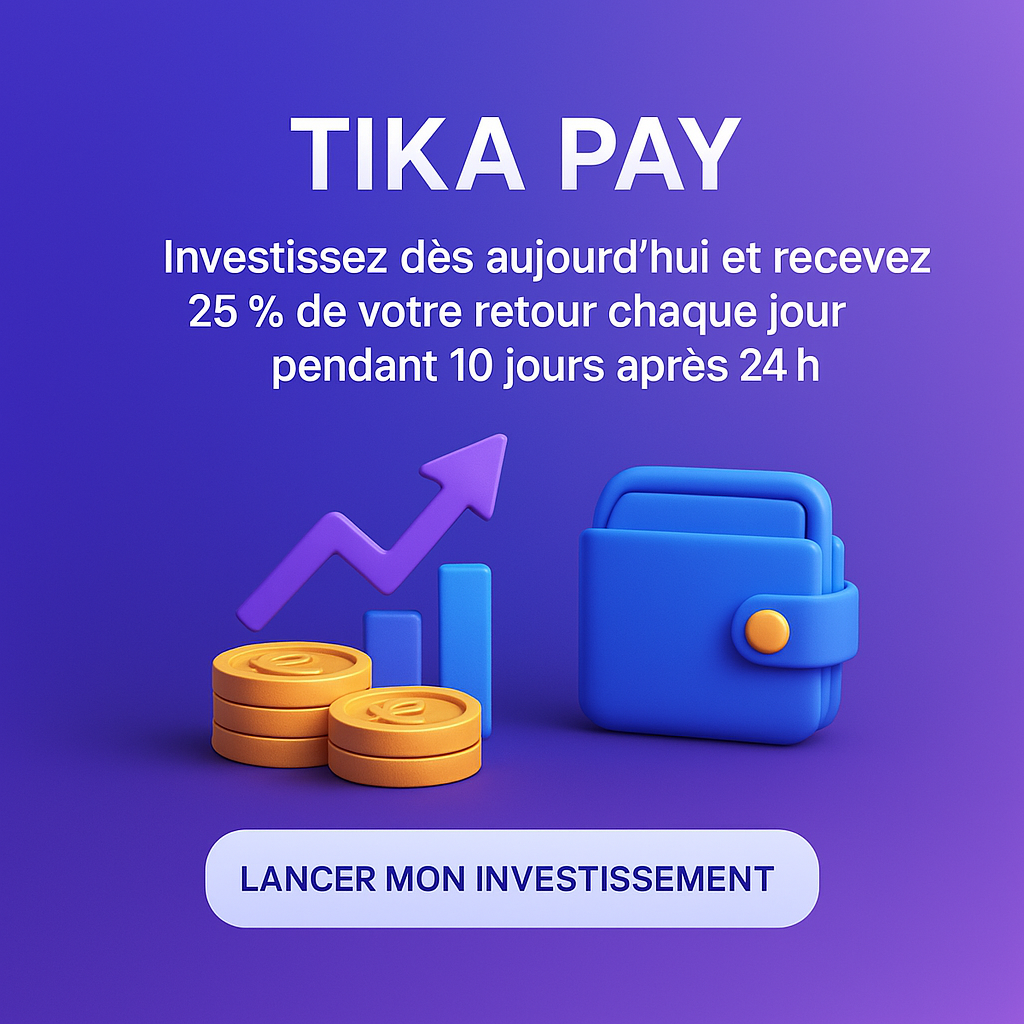 TIKA PAY
Investissez dès aujourd’hui et recevez
25 % de votre retour chaque jour
pendant 10 jours après 24 h
LANCER MON INVESTISSEMENT